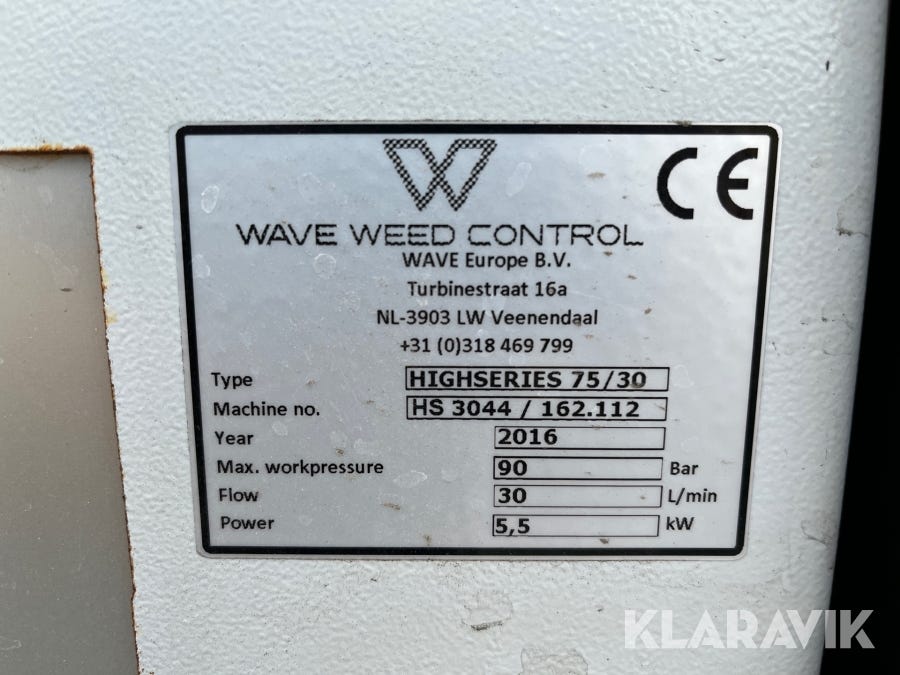 W
CE
WAVE WEED CONTROL
WAVE Europe B.V.
Turbinestraat 16a
NL-3903 LW Veenendaal
+31 (0)318 469 799
Type HIGHSERIES 75/30
Machine no. HS 3044 / 162.112
Year 2016
Max. workpressure 90 Bar
Flow 30 L/min
Power 5,5 kW
KLARAVIK